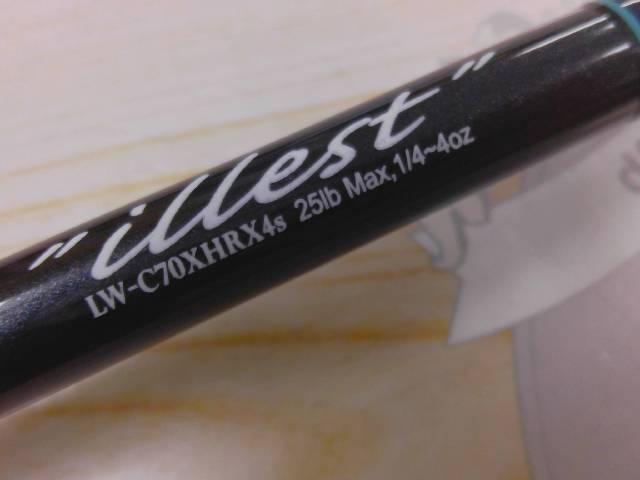 "illest"
LW-C70XHRX4s 25lb Max, 1/4~4oz